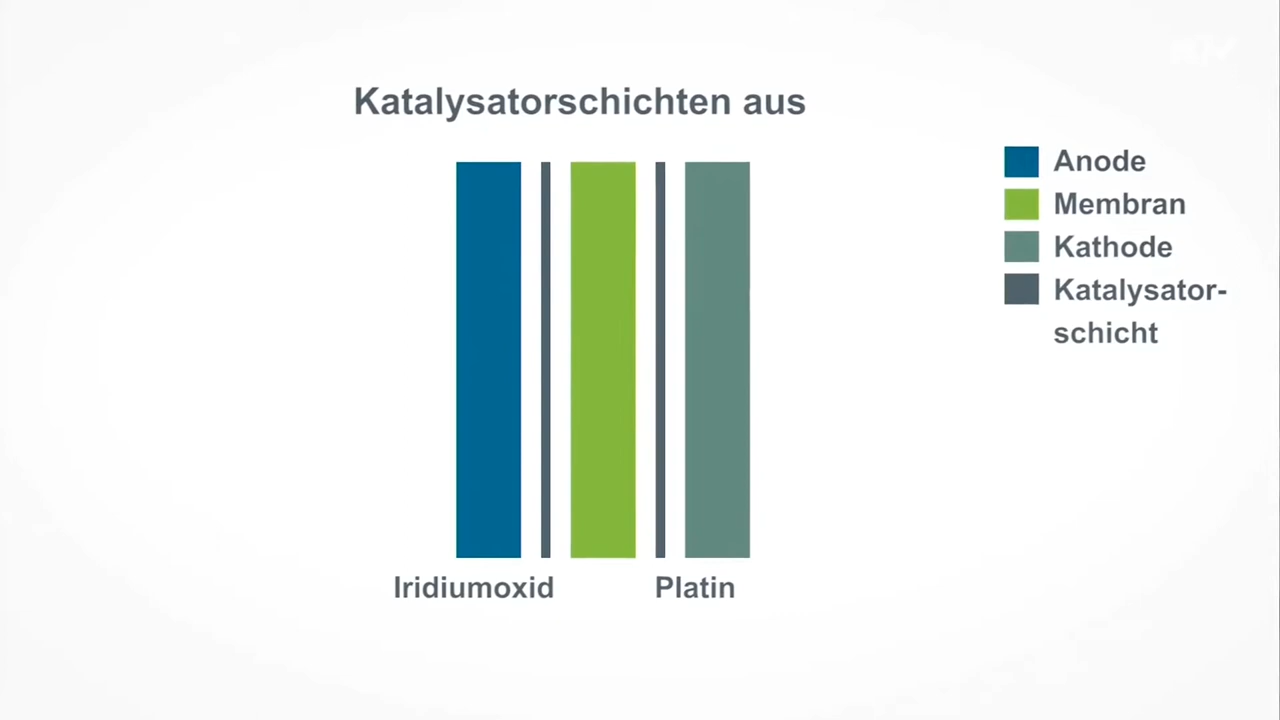 Katalysatorschichten aus
Anode
Membran
Kathode
Katalysator-
schicht
Iridiumoxid
Platin